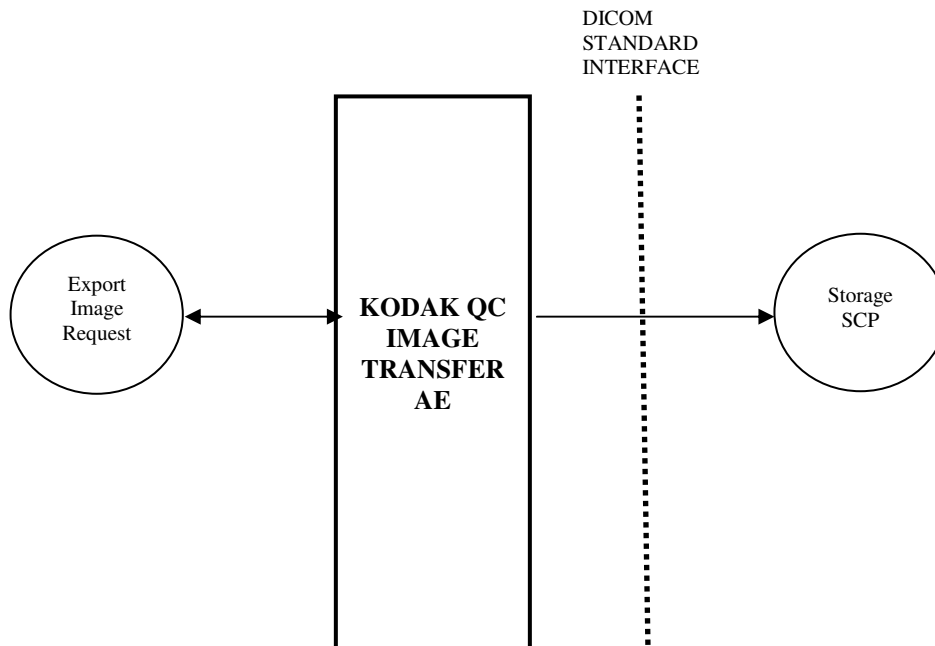 DICOM
STANDARD
INTERFACE
Export
Image
Request
KODAK QC
IMAGE
TRANSFER
AE
Storage
SCP